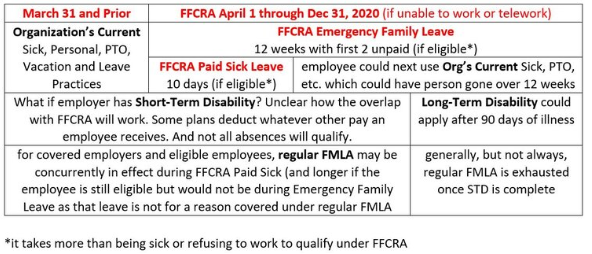 March 31 and Prior
FFCRA April 1 through Dec 31, 2020 (if unable to work or telework)
Organization's Current
Sick, Personal, PTO,
Vacation and Leave
Practices
FFCRA Emergency Family Leave
12 weeks with first 2 unpaid (if eligible*)
FFCRA Paid Sick Leave
10 days (if eligible*)
employee could next use Org's Current Sick, PTO,
etc. which could have person gone over 12 weeks
What if employer has Short-Term Disability? Unclear how the overlap
with FFCRA will work. Some plans deduct whatever other pay an
employee receives. And not all absences will qualify.
Long-Term Disability could
apply after 90 days of illness
for covered employers and eligible employees, regular FMLA may be
concurrently in effect during FFCRA Paid Sick (and longer if the
employee is still eligible but would not be during Emergency Family
Leave as that leave is not for a reason covered under regular FMLA
generally, but not always,
regular FMLA is exhausted
once STD is complete
*it takes more than being sick or refusing to work to qualify under FFCRA